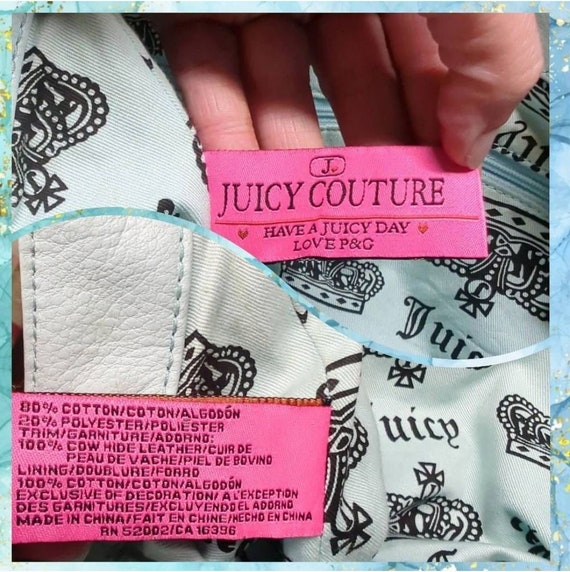 J.
JUICY COUTURE
HAVE A JUICY DAY
LOVE P&G
Juicy
80% COTTON/COTON/ALGODÓN
20% POLYESTER/POLIÉSTER
TRIM/GARNITURE/ADORNO:
100% COW HIDE LEATHER/CUIR DE
PEAU DE VACHE/PIEL DE BOVINO
LINING/DOUBLURE/FORRO
100% COTTON/COTON/ALGODÓN
EXCLUSIVE OF DECORATION/A L'EXCEPTION
DES GARNITURES/EXCLUYENDO EL ADORNO
MADE IN CHINA/FAIT EN CHINE/HECHO EN CHINA
RN 52002/CA 16396